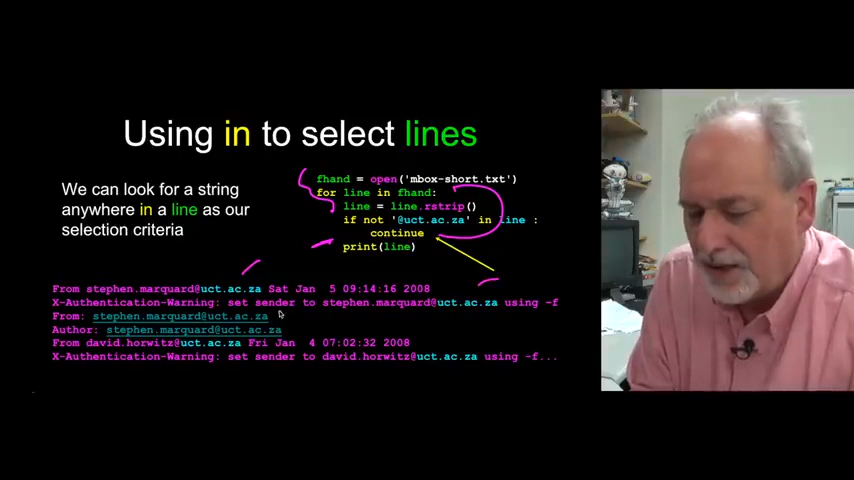 Using in to select lines
We can look for a string
anywhere in a line as our
selection criteria
fhand = open('mbox-short.txt')
for line in fhand:
line = line.rstrip()
if not '@uct.ac.za' in line :
continue
print(line)
From stephen.marquard@uct.ac.za Sat Jan 5 09:14:16 2008
X-Authentication-Warning: set sender to stephen.marquard@uct.ac.za using -f
From: stephen.marquard@uct.ac.za
Author: stephen.marquard@uct.ac.za
From david.horwitz@uct.ac.za Fri Jan 4 07:02:32 2008
X-Authentication-Warning: set sender to david.horwitz@uct.ac.za using -f...